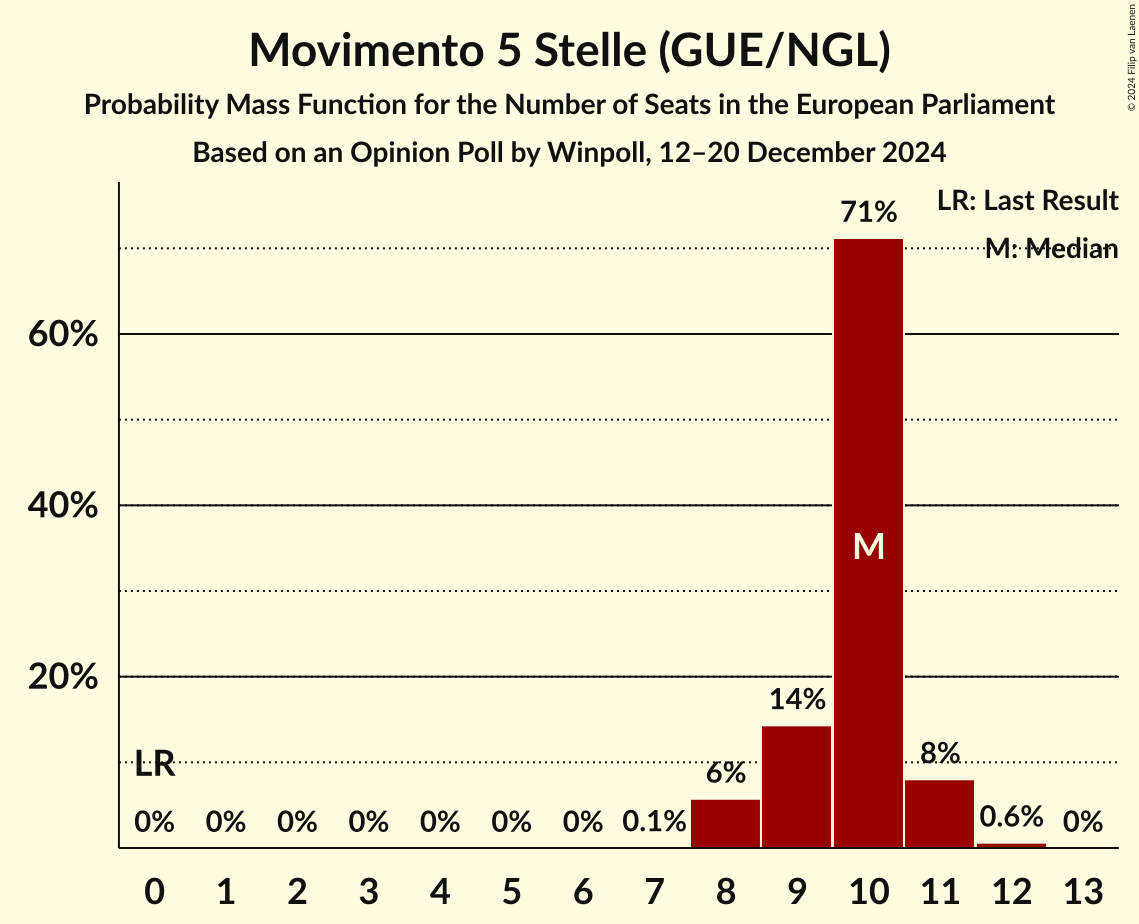 Movimento 5 Stelle (GUE/NGL)
Probability Mass Function for the Number of Seats in the European Parliament
Based on an Opinion Poll by Winpoll, 12–20 December 2024
© 2024 Filip van Laenen
LR: Last Result
M: Median
71%
60%
40%
M
20%
14%
LR
6%
8%
0% 0% 0% 0% 0% 0% 0% 0.1% 0.6% 0%
0 1 2 3 4 5 6 7 8 9 10 11 12 13